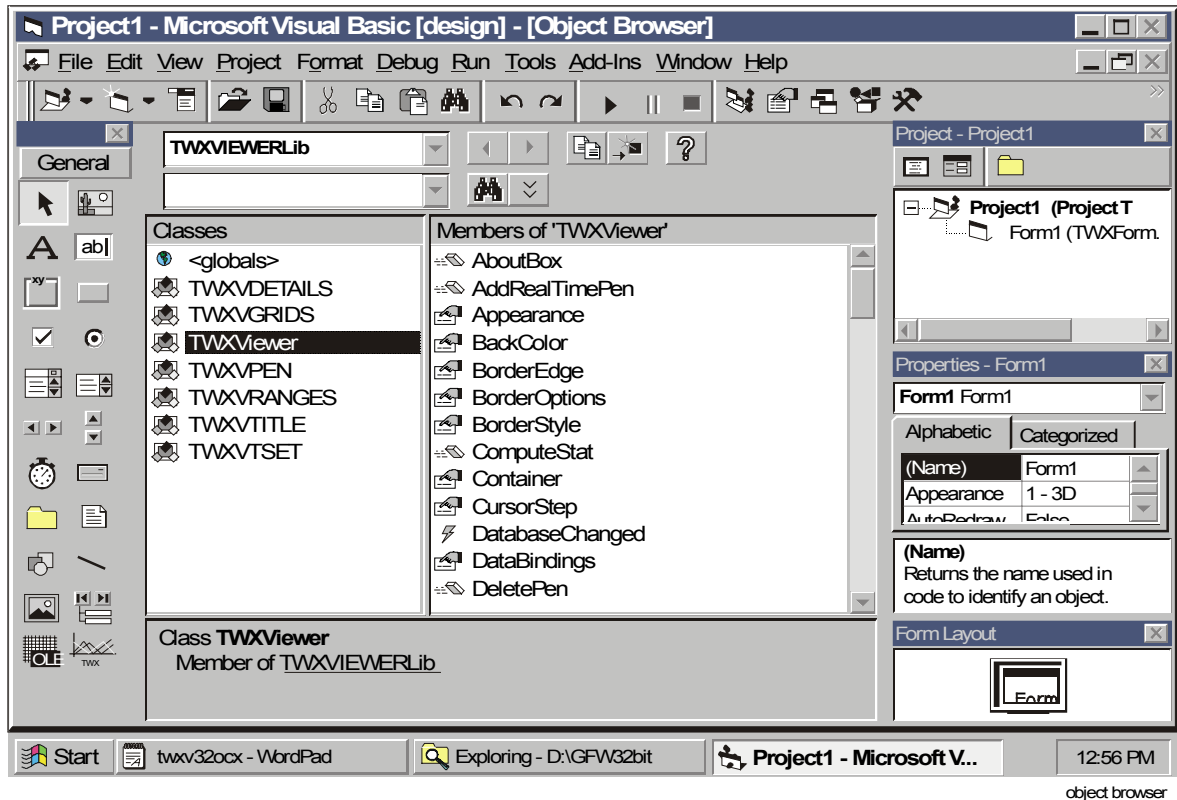 Project1 - Microsoft Visual Basic [design] - [Object Browser]
File Edit View Project Format Debug Run Tools Add-Ins Window Help
General
A
ab
xy
OLE
TWX
TWXVIEWERLib
Classes
<globals>
TWXVDETAILS
TWXVGRIDS
TWXViewer
TWXVPEN
TWXVRANGES
TWXVTITLE
TWXVTSET
Members of 'TWXViewer'
AboutBox
AddRealTimePen
Appearance
BackColor
BorderEdge
BorderOptions
BorderStyle
ComputeStat
Container
CursorStep
DatabaseChanged
DataBindings
DeletePen
Class TWXViewer
Member of TWXVIEWERLib
Project - Project1
Project1 (Project T
Form1 (TWXForm.
Properties - Form1
Form1 Form1
Alphabetic Categorized
(Name) Form1
Appearance 1 - 3D
AutoRedraw False
(Name)
Returns the name used in
code to identify an object.
Form Layout
Form
Start twxv32ocx - WordPad Exploring - D:\GFW32bit Project1 - Microsoft V... 12:56 PM
object browser